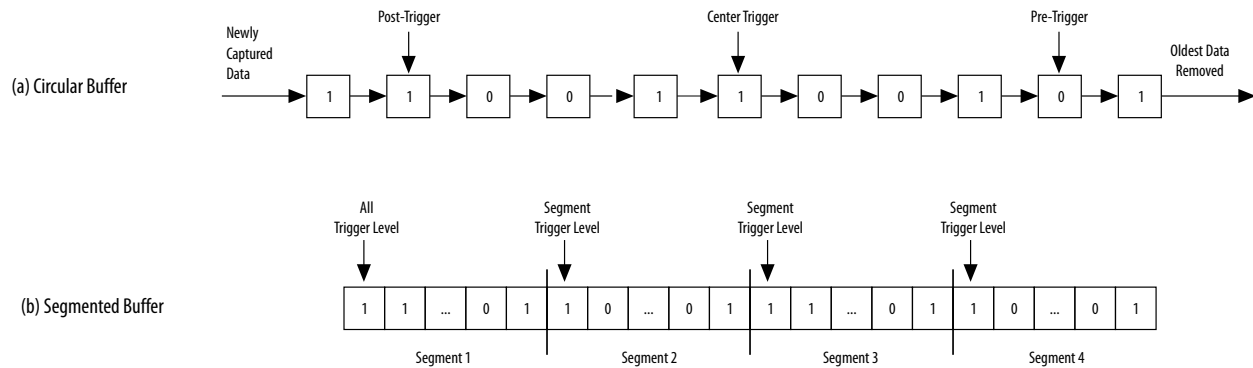 Post-Trigger
Center Trigger
Pre-Trigger
Newly
Captured
Data
Oldest Data
Removed
(a) Circular Buffer
1 1 0 0 1 1 0 0 1 0 1
All
Trigger Level
Segment
Trigger Level
Segment
Trigger Level
Segment
Trigger Level
(b) Segmented Buffer
1 1 ... 0 1 1 0 ... 0 1 1 1 ... 0 1 1 0 ... 0 1
Segment 1
Segment 2
Segment 3
Segment 4